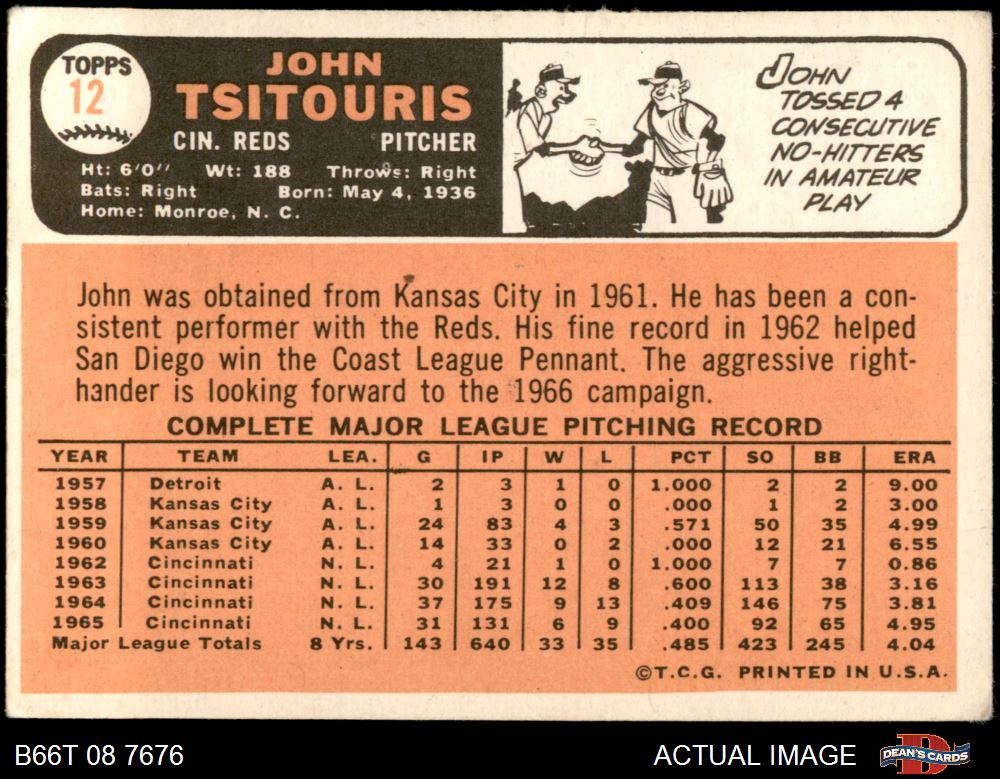 TOPPS
12
JOHN
TSITOURIS
CIN. REDS PITCHER
Ht: 6'0" Wt: 188 Throws: Right
Bats: Right Born: May 4, 1936
Home: Monroe, N. C.
JOHN
TOSSED 4
CONSECUTIVE
NO-HITTERS
IN AMATEUR
PLAY
John was obtained from Kansas City in 1961. He has been a con-
sistent performer with the Reds. His fine record in 1962 helped
San Diego win the Coast League Pennant. The aggressive right-
hander is looking forward to the 1966 campaign.
COMPLETE MAJOR LEAGUE PITCHING RECORD
YEAR TEAM LEA. G IP W L PCT SO BB ERA
1957 Detroit A. L. 2 3 1 0 1.000 2 2 9.00
1958 Kansas City A. L. 1 3 0 0 .000 1 2 3.00
1959 Kansas City A. L. 24 83 4 3 .571 50 35 4.99
1960 Kansas City A. L. 14 33 0 2 .000 12 21 6.55
1962 Cincinnati N. L. 4 21 1 0 1.000 7 7 0.86
1963 Cincinnati N. L. 30 191 12 8 .600 113 38 3.16
1964 Cincinnati N. L. 37 175 9 13 .409 146 75 3.81
1965 Cincinnati N. L. 31 131 6 9 .400 92 65 4.95
Major League Totals 8 Yrs. 143 640 33 35 .485 423 245 4.04
©T.C.G. PRINTED IN U.S.A.
B66T 08 7676 ACTUAL IMAGE DEAN'S CARDS